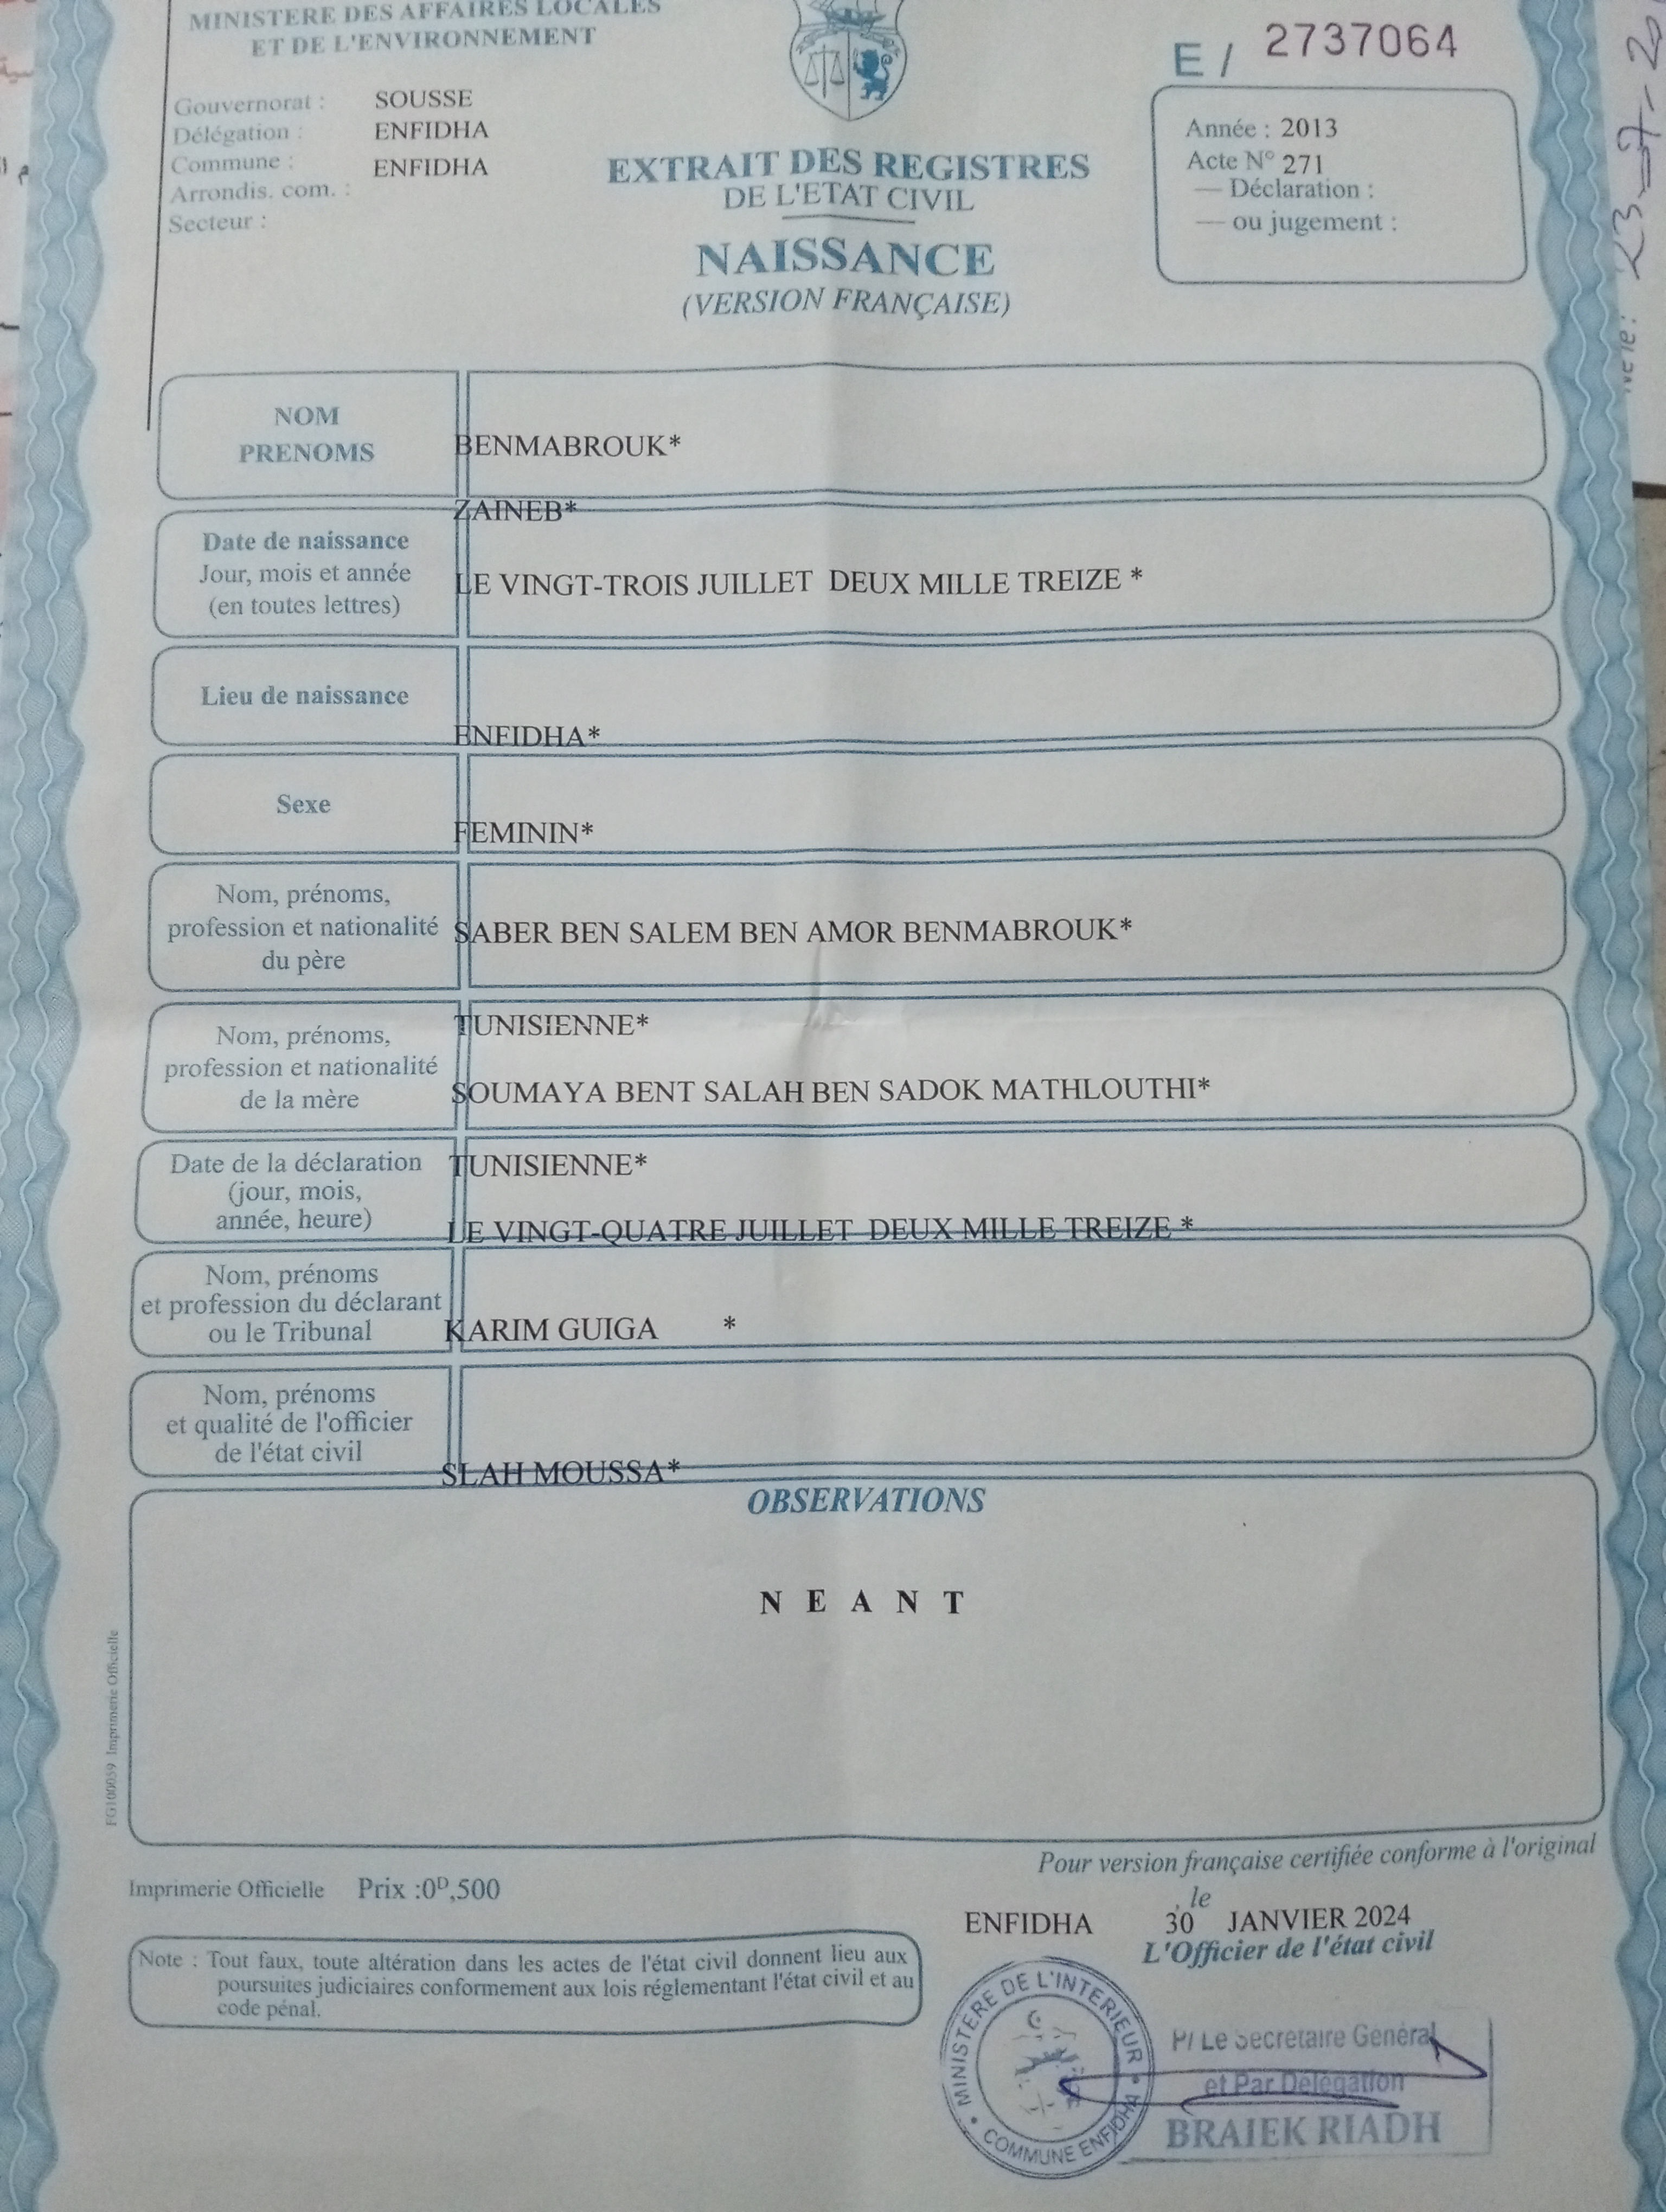 MINISTERE DES AFFAIRES LOCALES
ET DE L'ENVIRONNEMENT
E / 2737064
Gouvernorat : SOUSSE
Délégation : ENFIDHA
Commune : ENFIDHA
Arrondis. com. :
Secteur :
EXTRAIT DES REGISTRES
DE L'ETAT CIVIL
NAISSANCE
(VERSION FRANÇAISE)
Année : 2013
Acte N° 271
— Déclaration :
— ou jugement :
NOM
PRENOMS
BENMABROUK*
ZAINEB*
Date de naissance
Jour, mois et année
(en toutes lettres)
LE VINGT-TROIS JUILLET DEUX MILLE TREIZE *
Lieu de naissance
ENFIDHA*
Sexe
FEMININ*
Nom, prénoms,
profession et nationalité
du père
SABER BEN SALEM BEN AMOR BENMABROUK*
TUNISIENNE*
Nom, prénoms,
profession et nationalité
de la mère
SOUMAYA BENT SALAH BEN SADOK MATHLOUTHI*
TUNISIENNE*
Date de la déclaration
(jour, mois,
année, heure)
LE VINGT-QUATRE JUILLET DEUX MILLE TREIZE *
Nom, prénoms
et profession du déclarant
ou le Tribunal
KARIM GUIGA *
Nom, prénoms
et qualité de l'officier
de l'état civil
SLAH MOUSSA*
OBSERVATIONS
N E A N T
FG100059 Imprimerie Officielle
Pour version française certifiée conforme à l'original
Imprimerie Officielle Prix :0D,500
, le
ENFIDHA 30 JANVIER 2024
L'Officier de l'état civil
Note : Tout faux, toute altération dans les actes de l'état civil donnent lieu aux
poursuites judiciaires conformement aux lois réglementant l'état civil et au
code pénal.
MINISTERE DE L'INTERIEUR
COMMUNE ENFIDHA
P/ Le Secretaire Général
et Par Délégation
BRAIEK RIADH